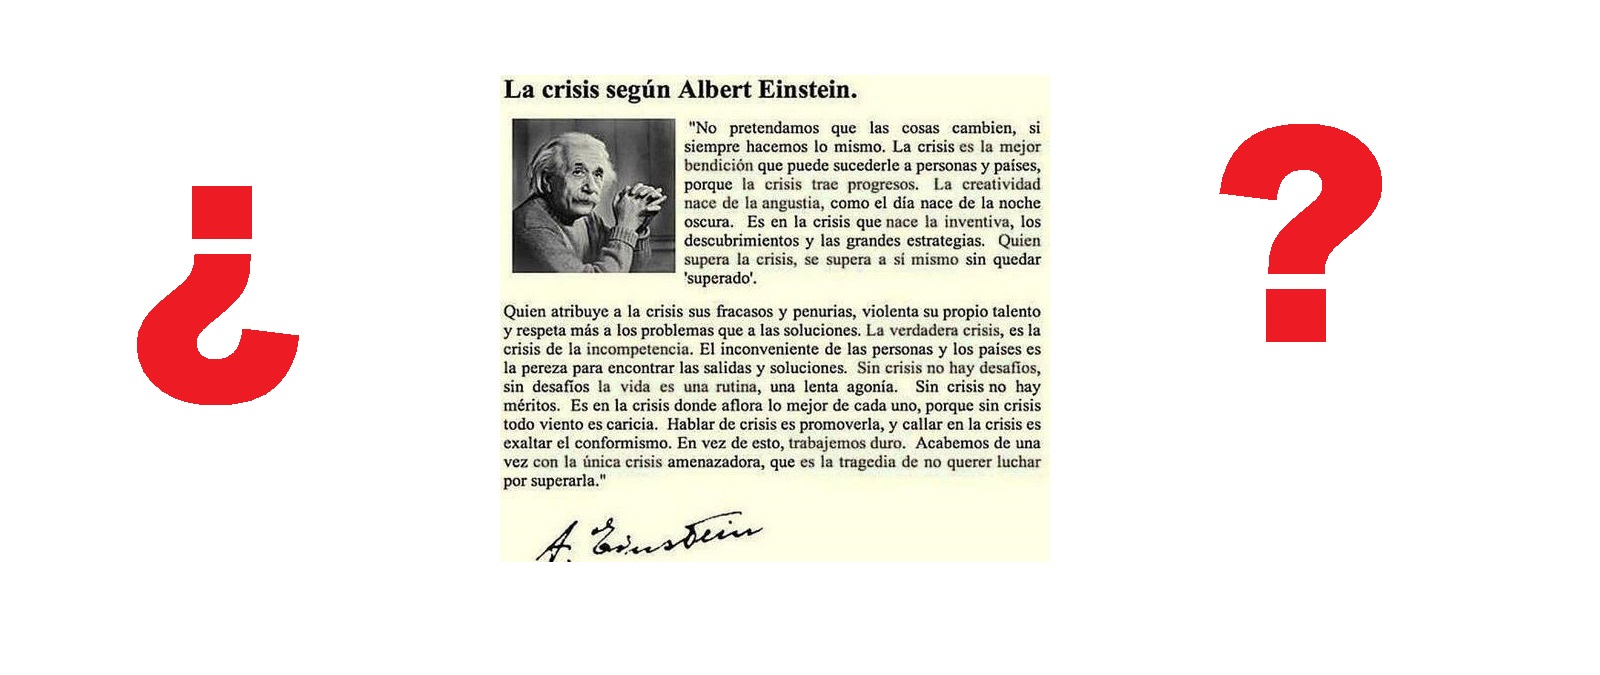 ¿
La crisis según Albert Einstein.
"No pretendamos que las cosas cambien, si
siempre hacemos lo mismo. La crisis es la mejor
bendición que puede sucederle a personas y países,
porque la crisis trae progresos. La creatividad
nace de la angustia, como el día nace de la noche
oscura. Es en la crisis que nace la inventiva, los
descubrimientos y las grandes estrategias. Quien
supera la crisis, se supera a sí mismo sin quedar
'superado'.
Quien atribuye a la crisis sus fracasos y penurias, violenta su propio talento
y respeta más a los problemas que a las soluciones. La verdadera crisis, es la
crisis de la incompetencia. El inconveniente de las personas y los países es
la pereza para encontrar las salidas y soluciones. Sin crisis no hay desafíos,
sin desafíos la vida es una rutina, una lenta agonía. Sin crisis no hay
méritos. Es en la crisis donde aflora lo mejor de cada uno, porque sin crisis
todo viento es caricia. Hablar de crisis es promoverla, y callar en la crisis es
exaltar el conformismo. En vez de esto, trabajemos duro. Acabemos de una
vez con la única crisis amenazadora, que es la tragedia de no querer luchar
por superarla."
A. Einstein
?